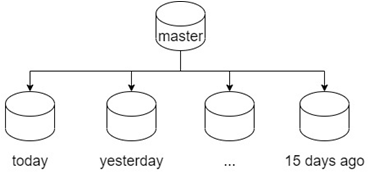 master
today
yesterday
...
15 days ago